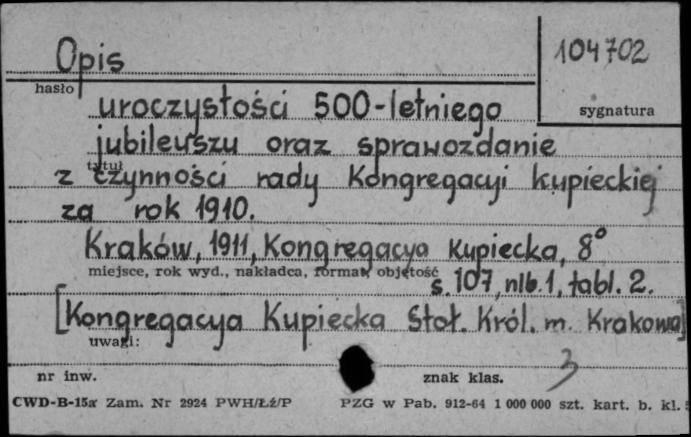 Opis
104702
hasło
sygnatura
uroczystości 500-letniego
jubileuszu oraz sprawozdanie
tytuł
z czynności rady Kongregacyi kupieckiej
za rok 1910.
Kraków, 1911, Kongregacya Kupiecka, 8°
miejsce, rok wyd., nakładca, format, objętość
s. 107, nlb. 1, tabl. 2.
[Kongregacya Kupiecka Stoł. Król. m. Krakowa]
uwagi:
nr inw.
znak klas.
3
CWD-B-15a Zam. Nr 2924 PWH/Łź/P PZG w Pab. 912-64 1 000 000 szt. kart. b. kl.